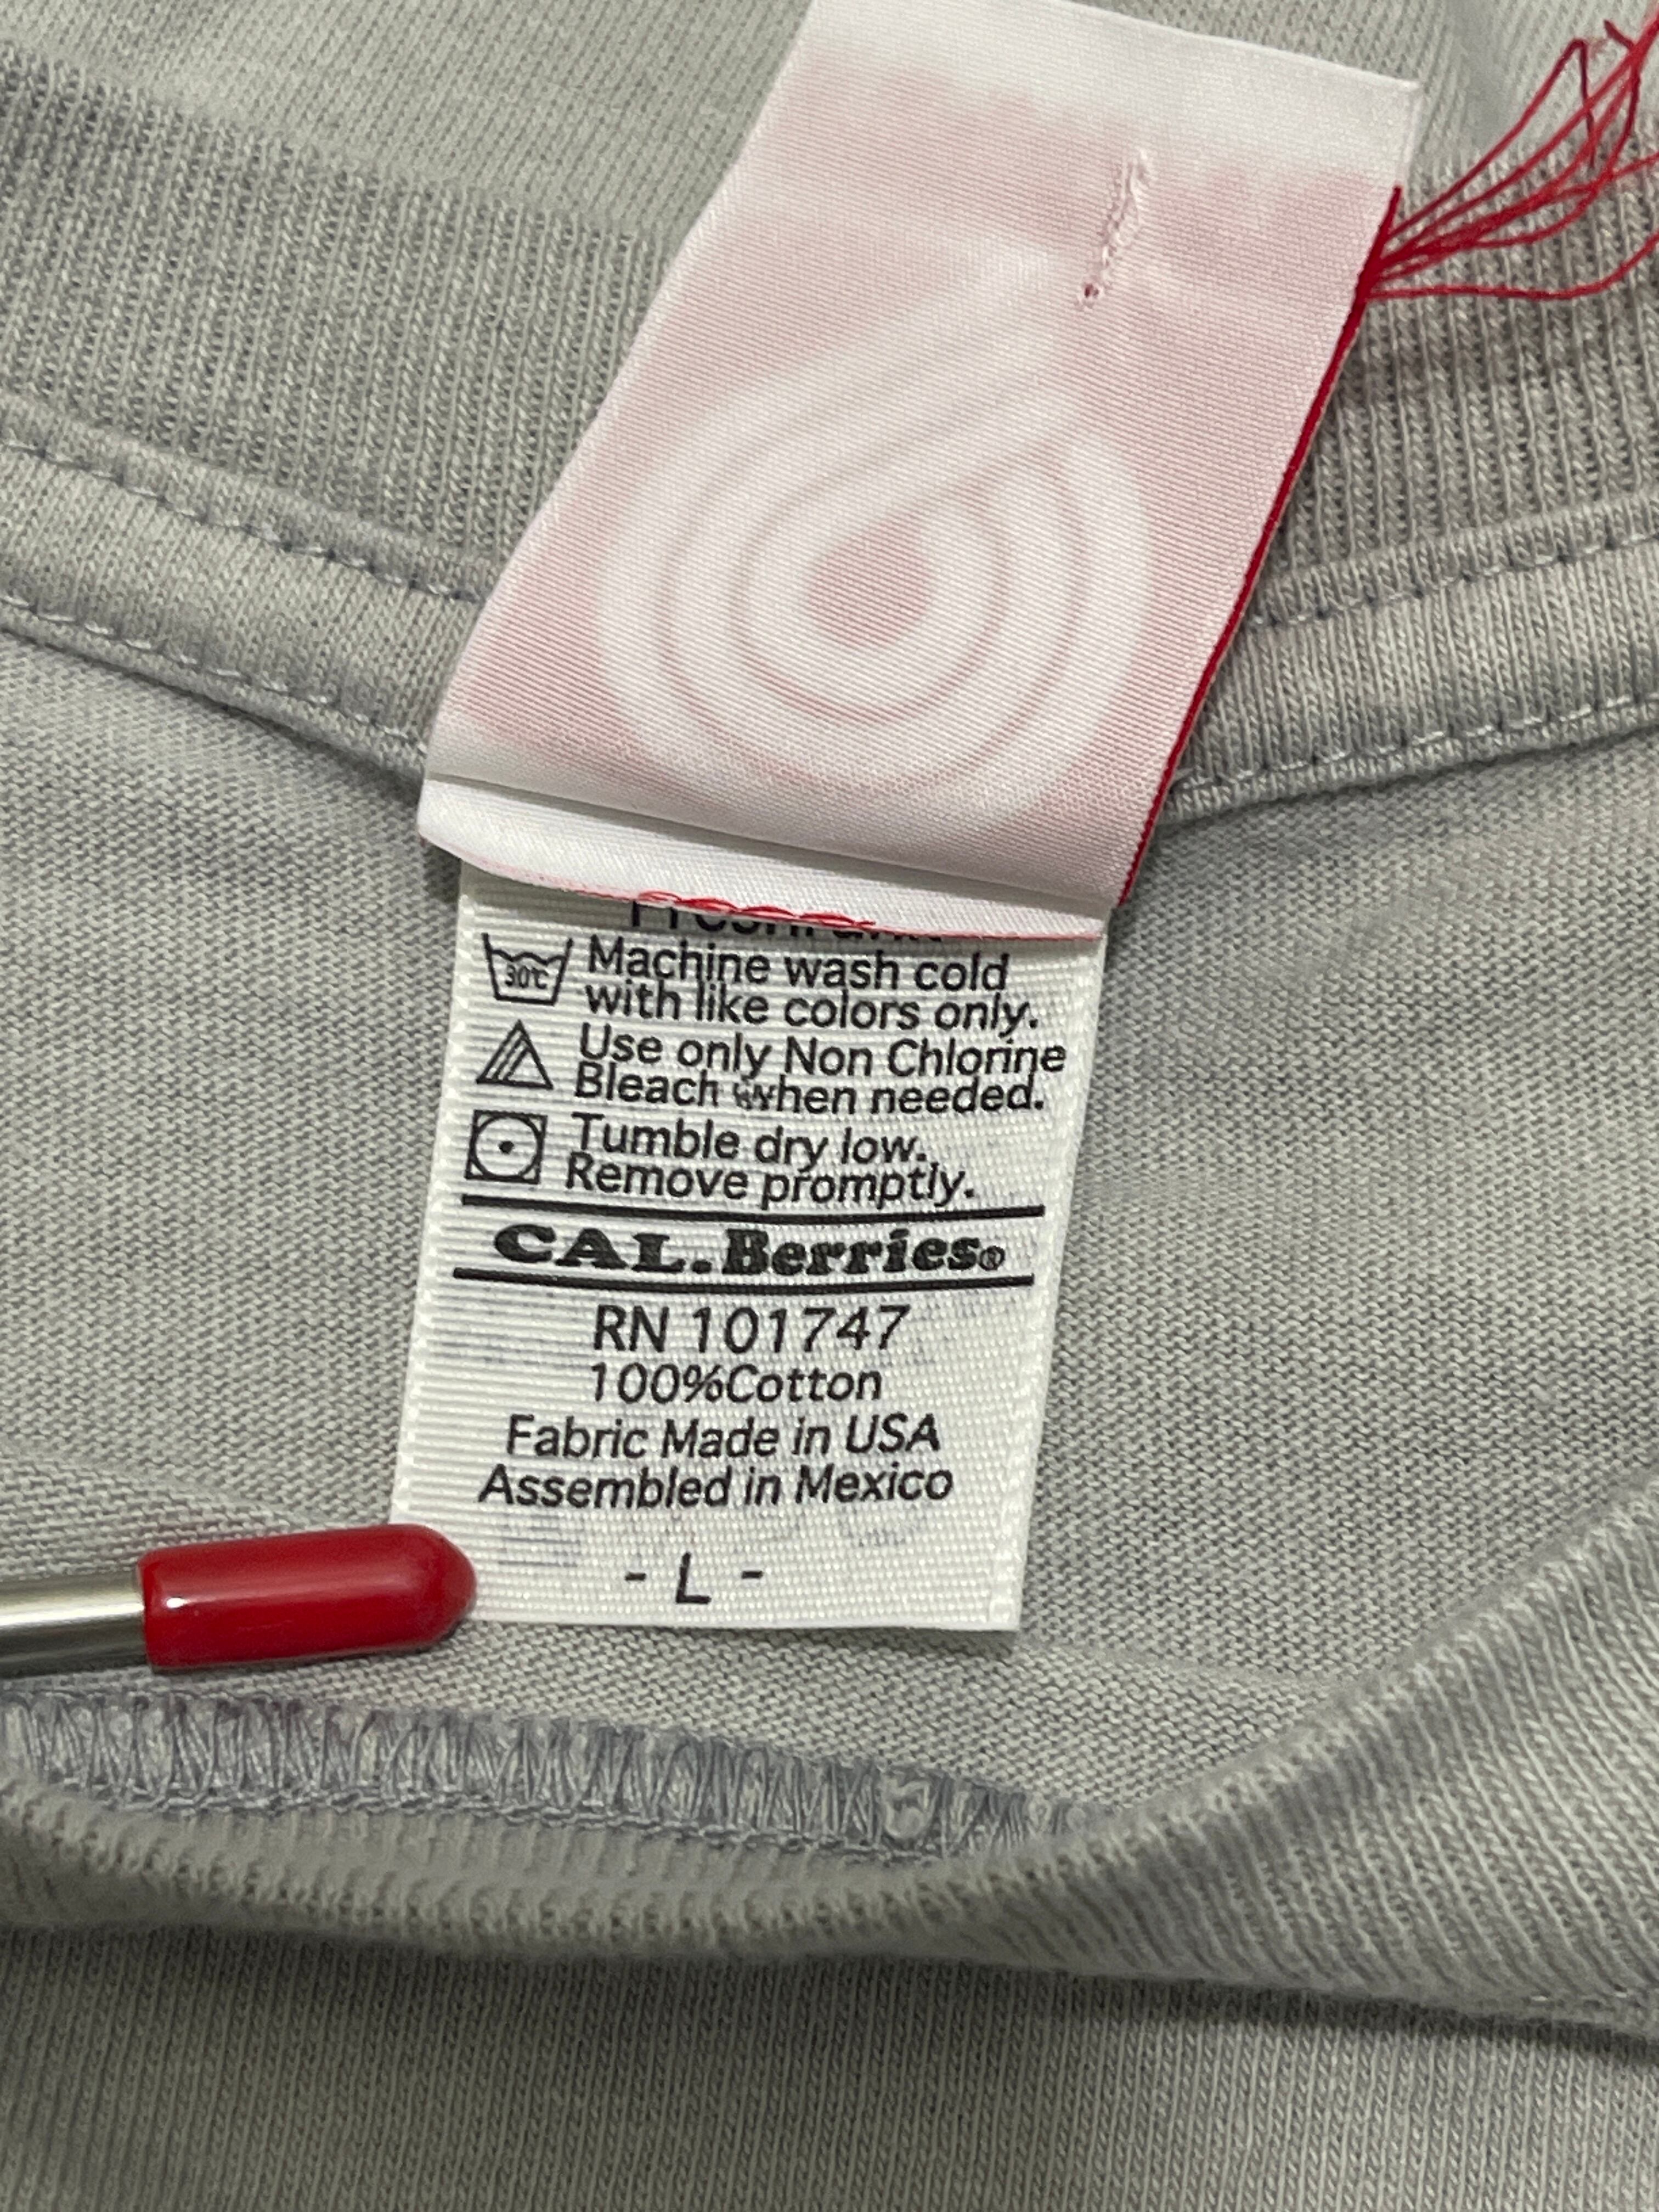 30℃
Machine wash cold
with like colors only.
Use only Non Chlorine
Bleach when needed.
Tumble dry low.
Remove promptly.
CAL.Berries®
RN 101747
100%Cotton
Fabric Made in USA
Assembled in Mexico
- L -